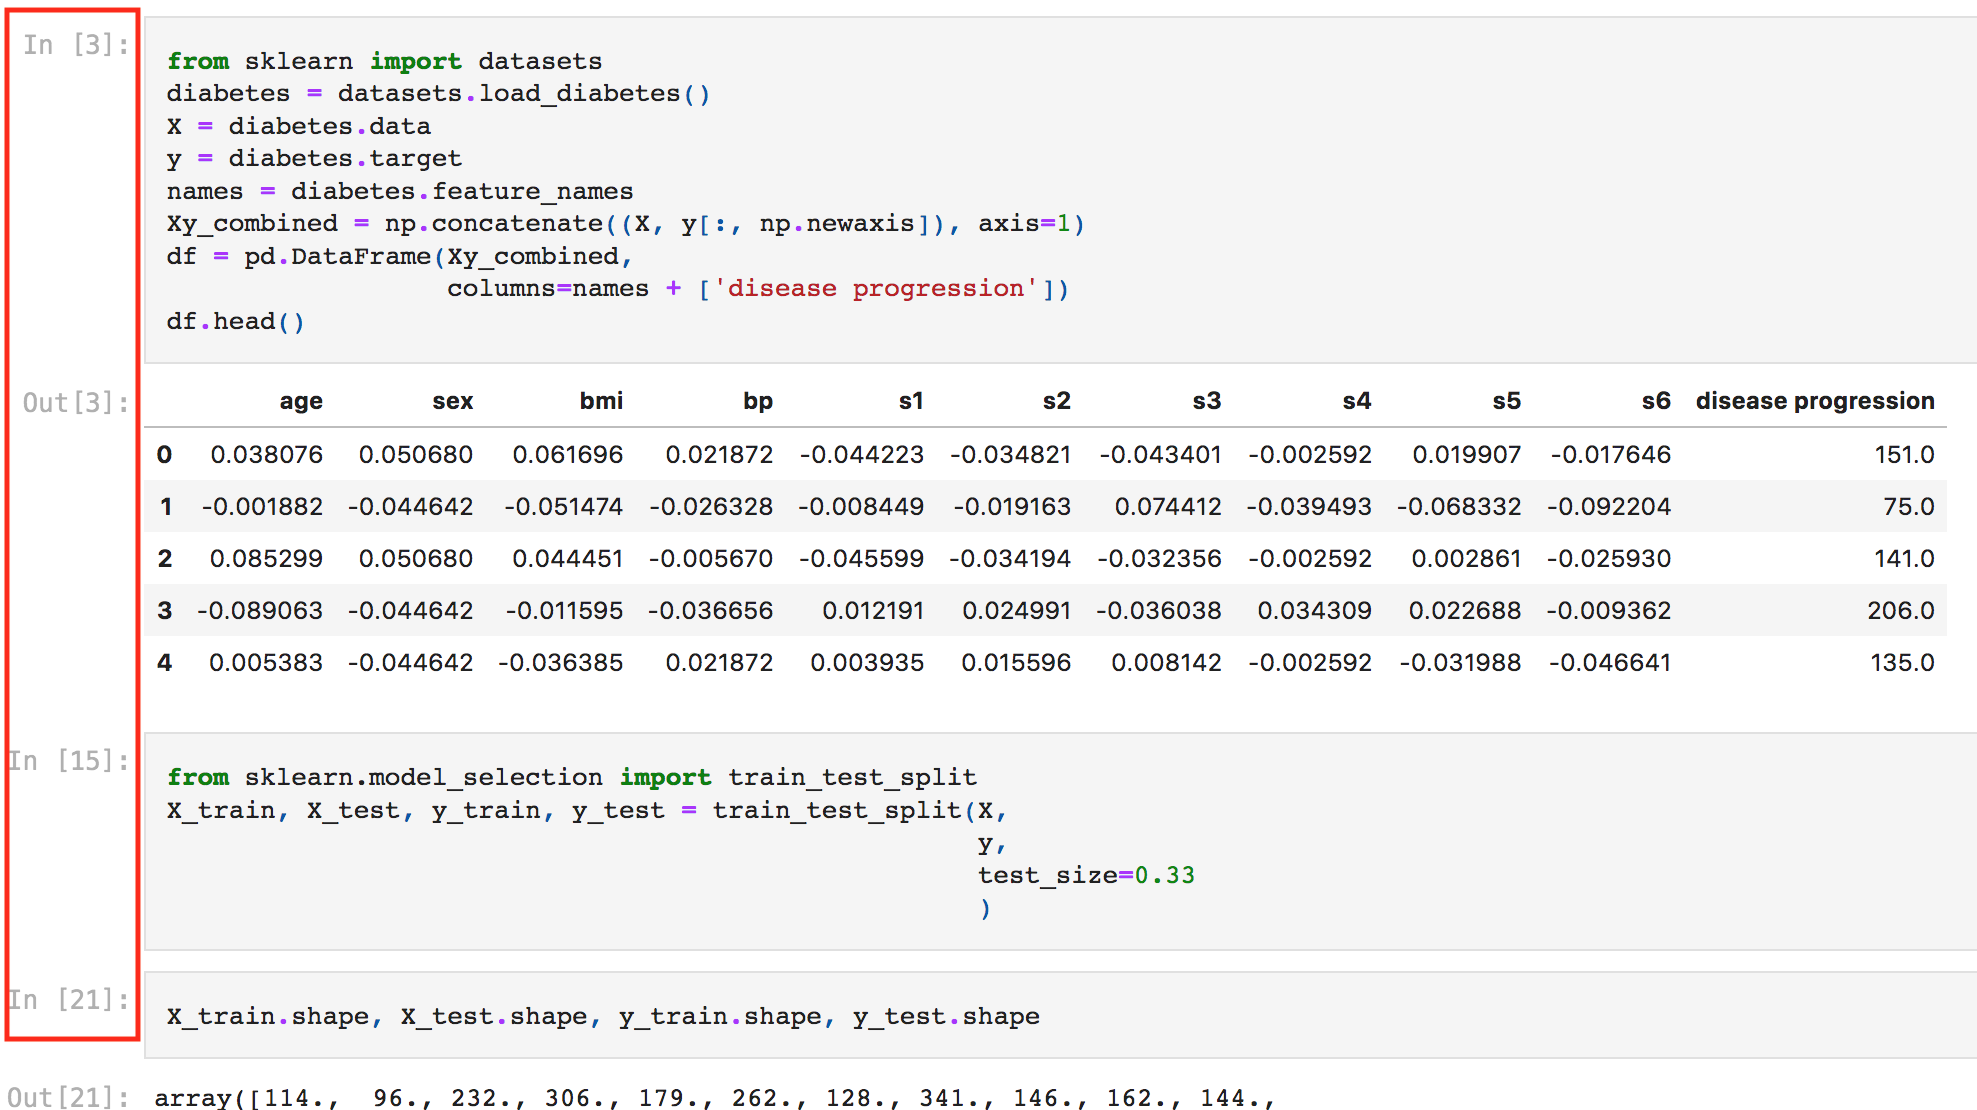 In [3]:
from sklearn import datasets
diabetes = datasets.load_diabetes()
X = diabetes.data
y = diabetes.target
names = diabetes.feature_names
Xy_combined = np.concatenate((X, y[:, np.newaxis]), axis=1)
df = pd.DataFrame(Xy_combined,
columns=names + ['disease progression'])
df.head()
Out[3]:
age sex bmi bp s1 s2 s3 s4 s5 s6 disease progression
0 0.038076 0.050680 0.061696 0.021872 -0.044223 -0.034821 -0.043401 -0.002592 0.019907 -0.017646 151.0
1 -0.001882 -0.044642 -0.051474 -0.026328 -0.008449 -0.019163 0.074412 -0.039493 -0.068332 -0.092204 75.0
2 0.085299 0.050680 0.044451 -0.005670 -0.045599 -0.034194 -0.032356 -0.002592 0.002861 -0.025930 141.0
3 -0.089063 -0.044642 -0.011595 -0.036656 0.012191 0.024991 -0.036038 0.034309 0.022688 -0.009362 206.0
4 0.005383 -0.044642 -0.036385 0.021872 0.003935 0.015596 0.008142 -0.002592 -0.031988 -0.046641 135.0
In [15]:
from sklearn.model_selection import train_test_split
X_train, X_test, y_train, y_test = train_test_split(X,
y,
test_size=0.33
)
In [21]:
X_train.shape, X_test.shape, y_train.shape, y_test.shape
Out[21]:
array([114., 96., 232., 306., 179., 262., 128., 341., 146., 162., 144.,